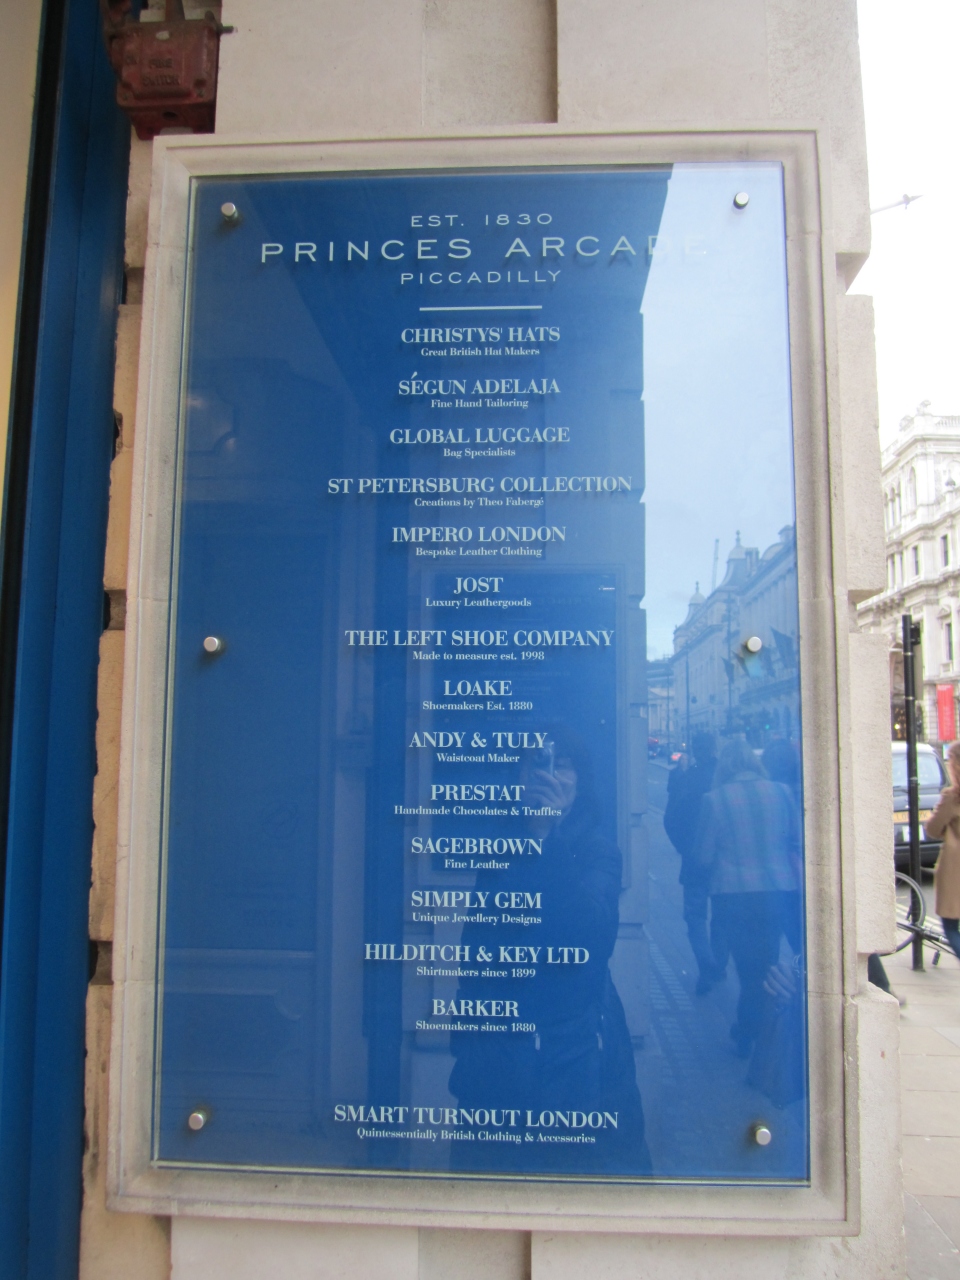 EST. 1830
PRINCES ARCADE
PICCADILLY
CHRISTYS' HATS
Great British Hat Makers
SÉGUN ADELAJA
Fine Hand Tailoring
GLOBAL LUGGAGE
Bag Specialists
ST PETERSBURG COLLECTION
Creations by Theo Fabergé
IMPERO LONDON
Bespoke Leather Clothing
JOST
Luxury Leathergoods
THE LEFT SHOE COMPANY
Made to measure est. 1998
LOAKE
Shoemakers Est. 1880
ANDY & TULY
Waistcoat Maker
PRESTAT
Handmade Chocolates & Truffles
SAGEBROWN
Fine Leather
SIMPLY GEM
Unique Jewellery Designs
HILDITCH & KEY LTD
Shirtmakers since 1899
BARKER
Shoemakers since 1880
SMART TURNOUT LONDON
Quintessentially British Clothing & Accessories